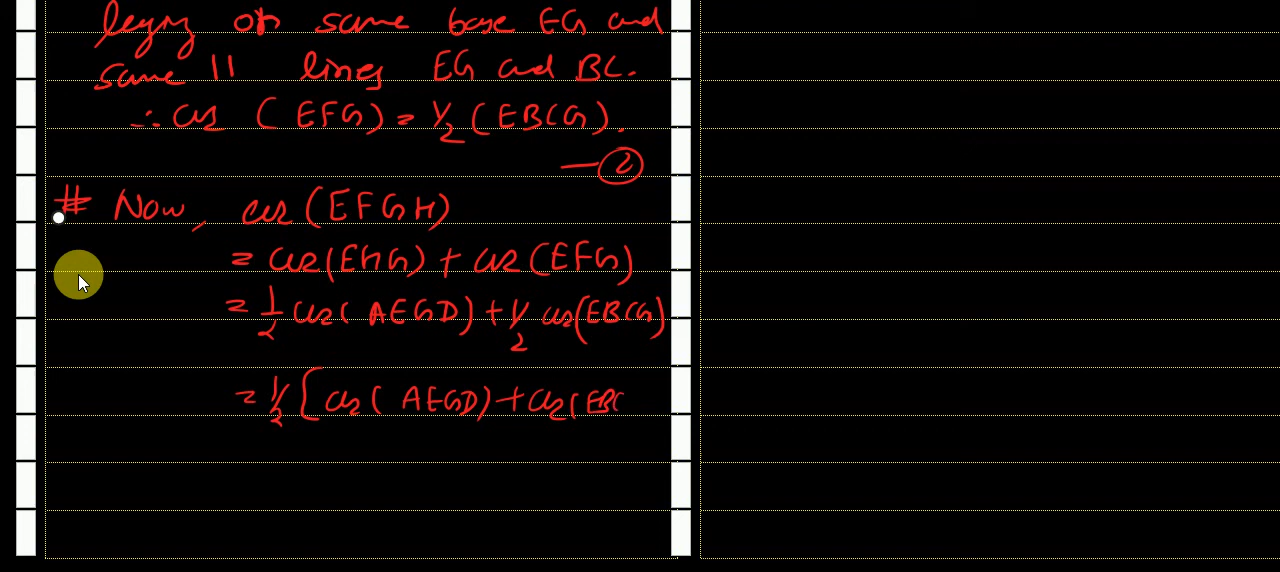 leying on same base EG and
same || lines EG and BC.
∴ ar (EFG) = 1/2 (EBCG).
— ②
# Now, ar (EFGH)
= ar(EHG) + ar (EFG)
= 1/2 ar( AEGD) + 1/2 ar(EBCG)
= 1/2 [ ar ( AEGD) + ar ( EBC